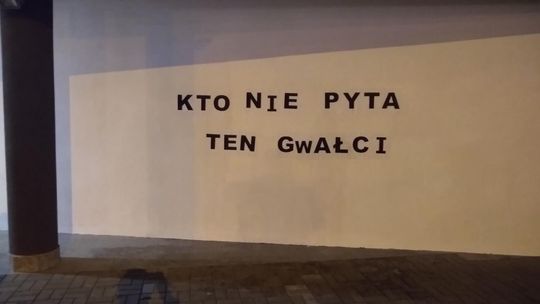 KTO NIE PYTA
TEN GwAŁCI